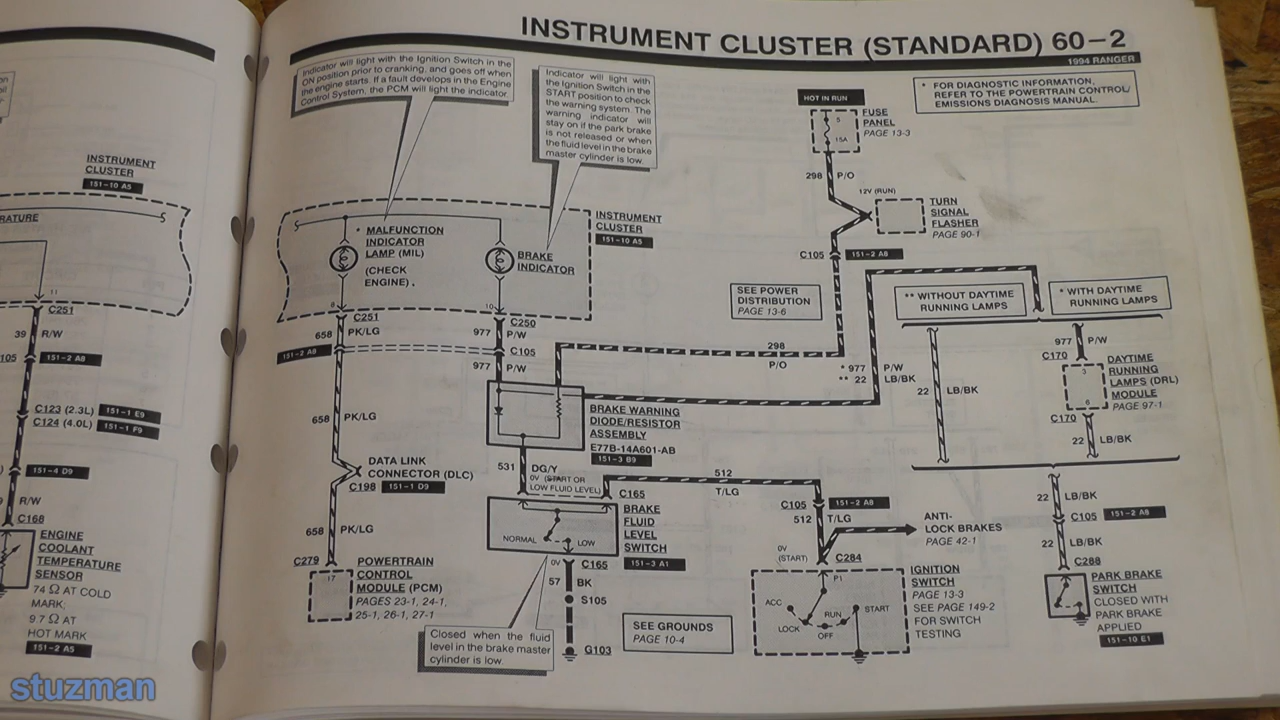 INSTRUMENT CLUSTER (STANDARD) 60-2
1994 RANGER
INSTRUMENT
CLUSTER
151-10 A5
RATURE
11
C251
39 R/W
105
151-2 A8
C123 (2.3L)
151-1 E9
C124 (4.0L)
151-1 F9
151-4 D9
R/W
C168
ENGINE
COOLANT
TEMPERATURE
SENSOR
74 Ω AT COLD
MARK;
9.7 Ω AT
HOT MARK
151-2 A5
Indicator will light with the Ignition Switch in the
ON position prior to cranking, and goes off when
the engine starts. If a fault develops in the Engine
Control System, the PCM will light the indicator.
Indicator will light with
the Ignition Switch in the
START position to check
the warning system. The
warning indicator will
stay on if the park brake
is not released or when
the fluid level in the brake
master cylinder is low.
* FOR DIAGNOSTIC INFORMATION,
REFER TO THE POWERTRAIN CONTROL/
EMISSIONS DIAGNOSIS MANUAL.
HOT IN RUN
5
15A
FUSE
PANEL
PAGE 13-3
298 P/O
12V (RUN)
TURN
SIGNAL
FLASHER
PAGE 90-1
C105
151-2 A8
INSTRUMENT
CLUSTER
151-10 A5
* MALFUNCTION
INDICATOR
LAMP (MIL)
(CHECK
ENGINE).
BRAKE
INDICATOR
8
10
C251
C250
658 PK/LG
977 P/W
151-2 A8
C105
977 P/W
SEE POWER
DISTRIBUTION
PAGE 13-6
298
P/O
* 977 P/W
** 22 LB/BK
** WITHOUT DAYTIME
RUNNING LAMPS
* WITH DAYTIME
RUNNING LAMPS
977 P/W
C170
3
DAYTIME
RUNNING
LAMPS (DRL)
MODULE
PAGE 97-1
6
C170
22 LB/BK
22 LB/BK
BRAKE WARNING
DIODE/RESISTOR
ASSEMBLY
E77B-14A601-AB
151-3 B9
658 PK/LG
DATA LINK
CONNECTOR (DLC)
C198
151-1 D9
658 PK/LG
C279
17
POWERTRAIN
CONTROL
MODULE (PCM)
PAGES 23-1, 24-1,
25-1, 26-1, 27-1
531 DG/Y
0V (START OR
LOW FLUID LEVEL)
C165
512
T/LG
NORMAL
LOW
BRAKE
FLUID
LEVEL
SWITCH
151-3 A1
0V
C165
57 BK
S105
G103
Closed when the fluid
level in the brake master
cylinder is low.
SEE GROUNDS
PAGE 10-4
C105
151-2 A8
512 T/LG
ANTI-
LOCK BRAKES
PAGE 42-1
0V
(START)
C284
P1
ACC
LOCK
OFF
RUN
START
IGNITION
SWITCH
PAGE 13-3
SEE PAGE 149-2
FOR SWITCH
TESTING
22 LB/BK
C105
151-2 A8
22 LB/BK
C288
PARK BRAKE
SWITCH
CLOSED WITH
PARK BRAKE
APPLIED
151-10 E1
stuzman